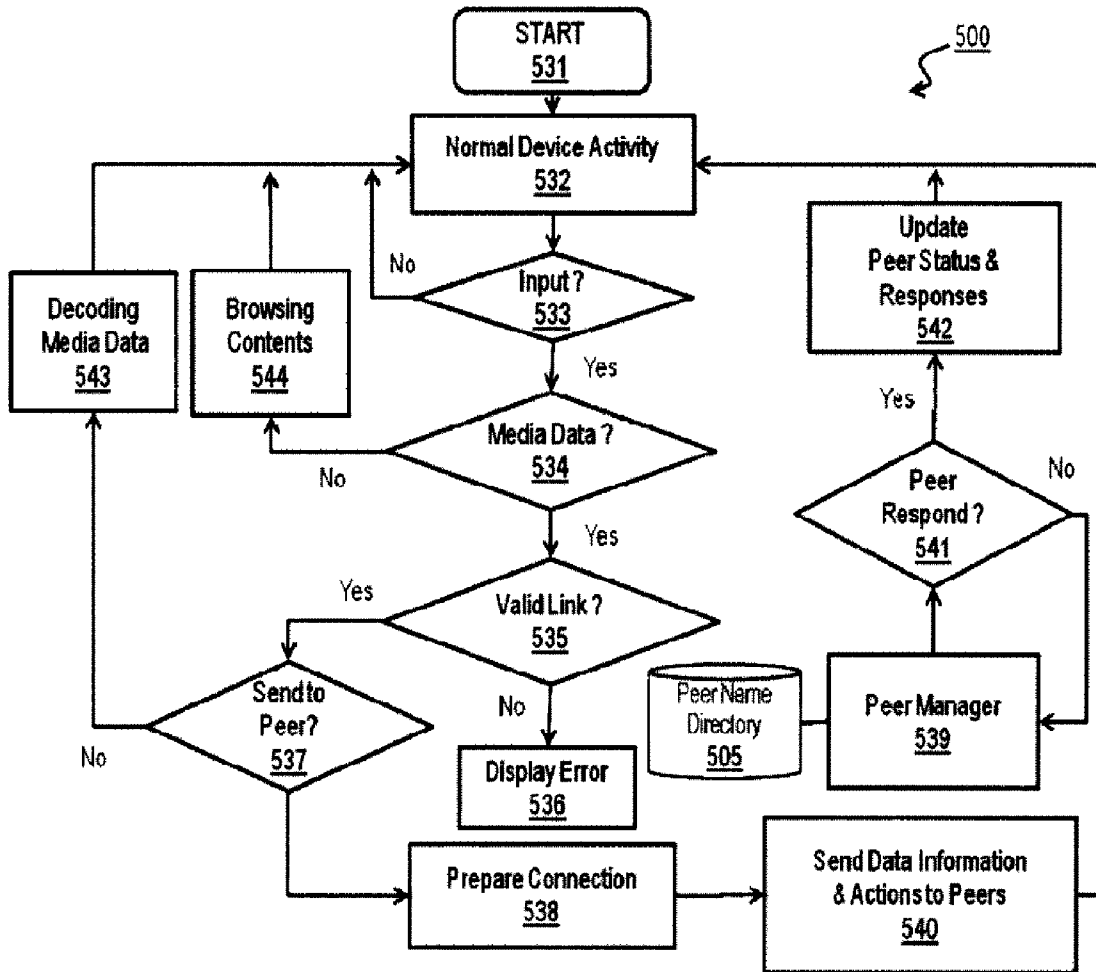 START
531
500
Normal Device Activity
532
No
Input ?
533
Yes
Update
Peer Status &
Responses
542
Decoding
Media Data
543
Browsing
Contents
544
Media Data ?
534
No
Yes
Yes
Peer
Respond ?
541
No
Valid Link ?
535
Yes
No
Send to
Peer?
537
No
Peer Name
Directory
505
Peer Manager
539
Display Error
536
Prepare Connection
538
Send Data Information
& Actions to Peers
540